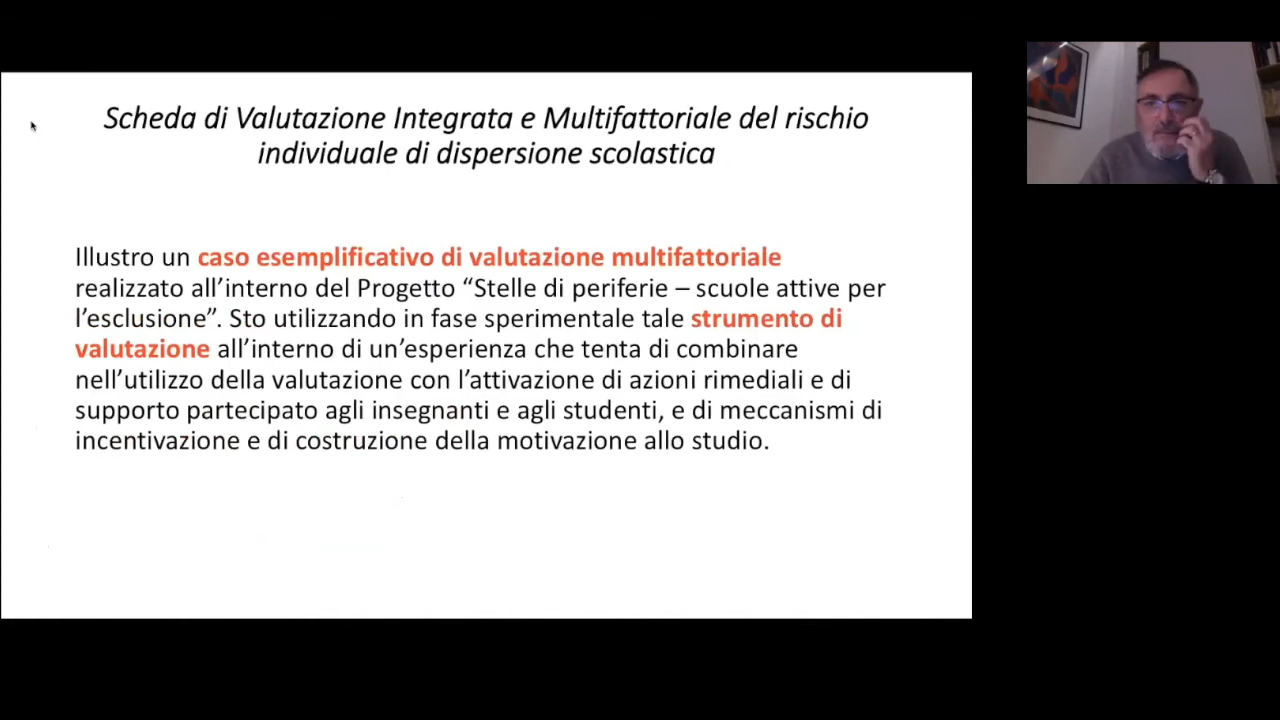 Scheda di Valutazione Integrata e Multifattoriale del rischio
individuale di dispersione scolastica
Illustro un caso esemplificativo di valutazione multifattoriale
realizzato all’interno del Progetto “Stelle di periferie – scuole attive per
l’esclusione”. Sto utilizzando in fase sperimentale tale strumento di
valutazione all’interno di un’esperienza che tenta di combinare
nell’utilizzo della valutazione con l’attivazione di azioni rimediali e di
supporto partecipato agli insegnanti e agli studenti, e di meccanismi di
incentivazione e di costruzione della motivazione allo studio.